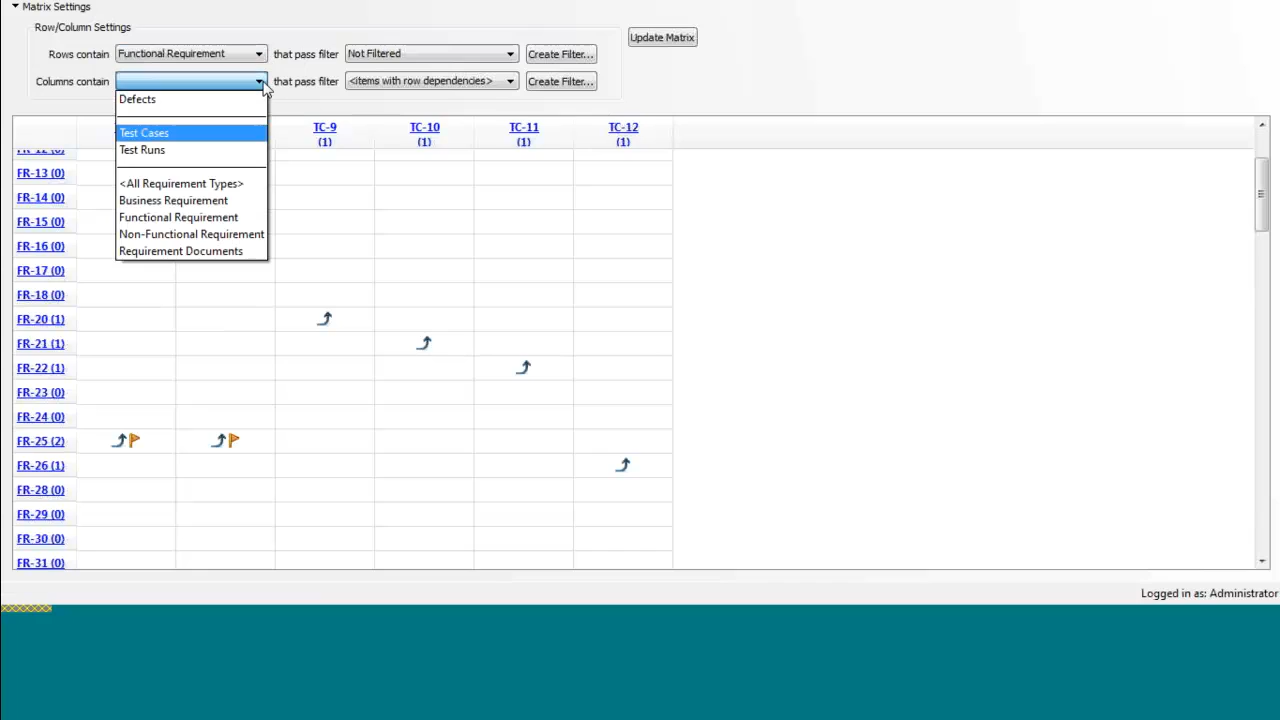 Matrix Settings
Row/Column Settings
Rows contain Functional Requirement that pass filter Not Filtered Create Filter... Update Matrix
Columns contain that pass filter <items with row dependencies> Create Filter...
Defects
Test Cases
Test Runs
<All Requirement Types>
Business Requirement
Functional Requirement
Non-Functional Requirement
Requirement Documents
TC-9 TC-10 TC-11 TC-12
(1) (1) (1) (1)
FR-12 (0)
FR-13 (0)
FR-14 (0)
FR-15 (0)
FR-16 (0)
FR-17 (0)
FR-18 (0)
FR-20 (1)
FR-21 (1)
FR-22 (1)
FR-23 (0)
FR-24 (0)
FR-25 (2)
FR-26 (1)
FR-28 (0)
FR-29 (0)
FR-30 (0)
FR-31 (0)
Logged in as: Administrator